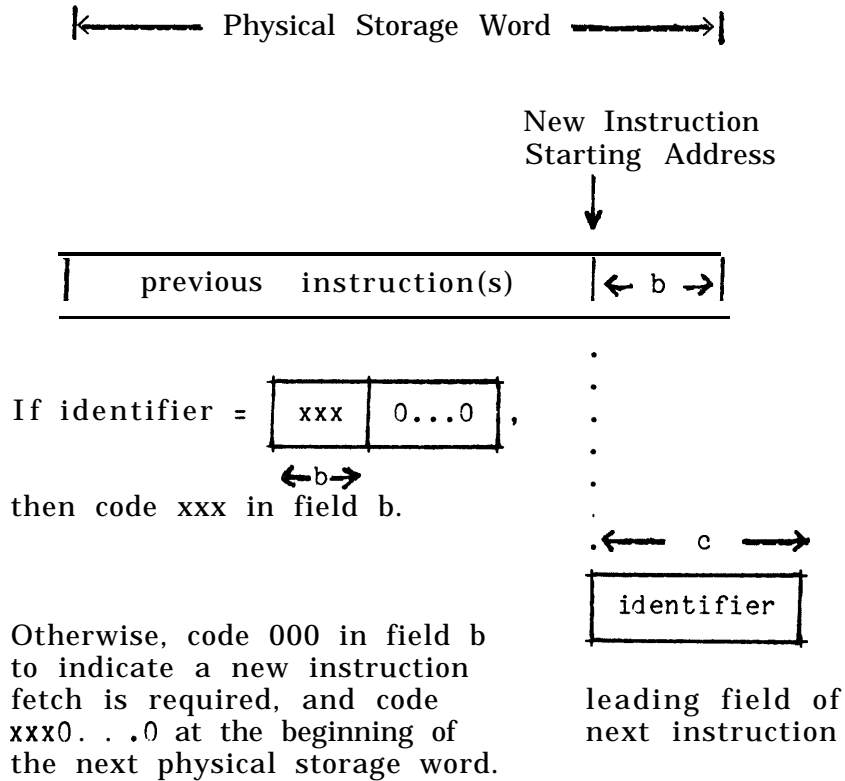 Physical Storage Word
New Instruction
Starting Address
previous instruction(s)
b
If identifier = xxx 0...0 ,
b
then code xxx in field b.
c
identifier
Otherwise, code 000 in field b
to indicate a new instruction
fetch is required, and code
xxx0. . .0 at the beginning of
the next physical storage word.
leading field of
next instruction